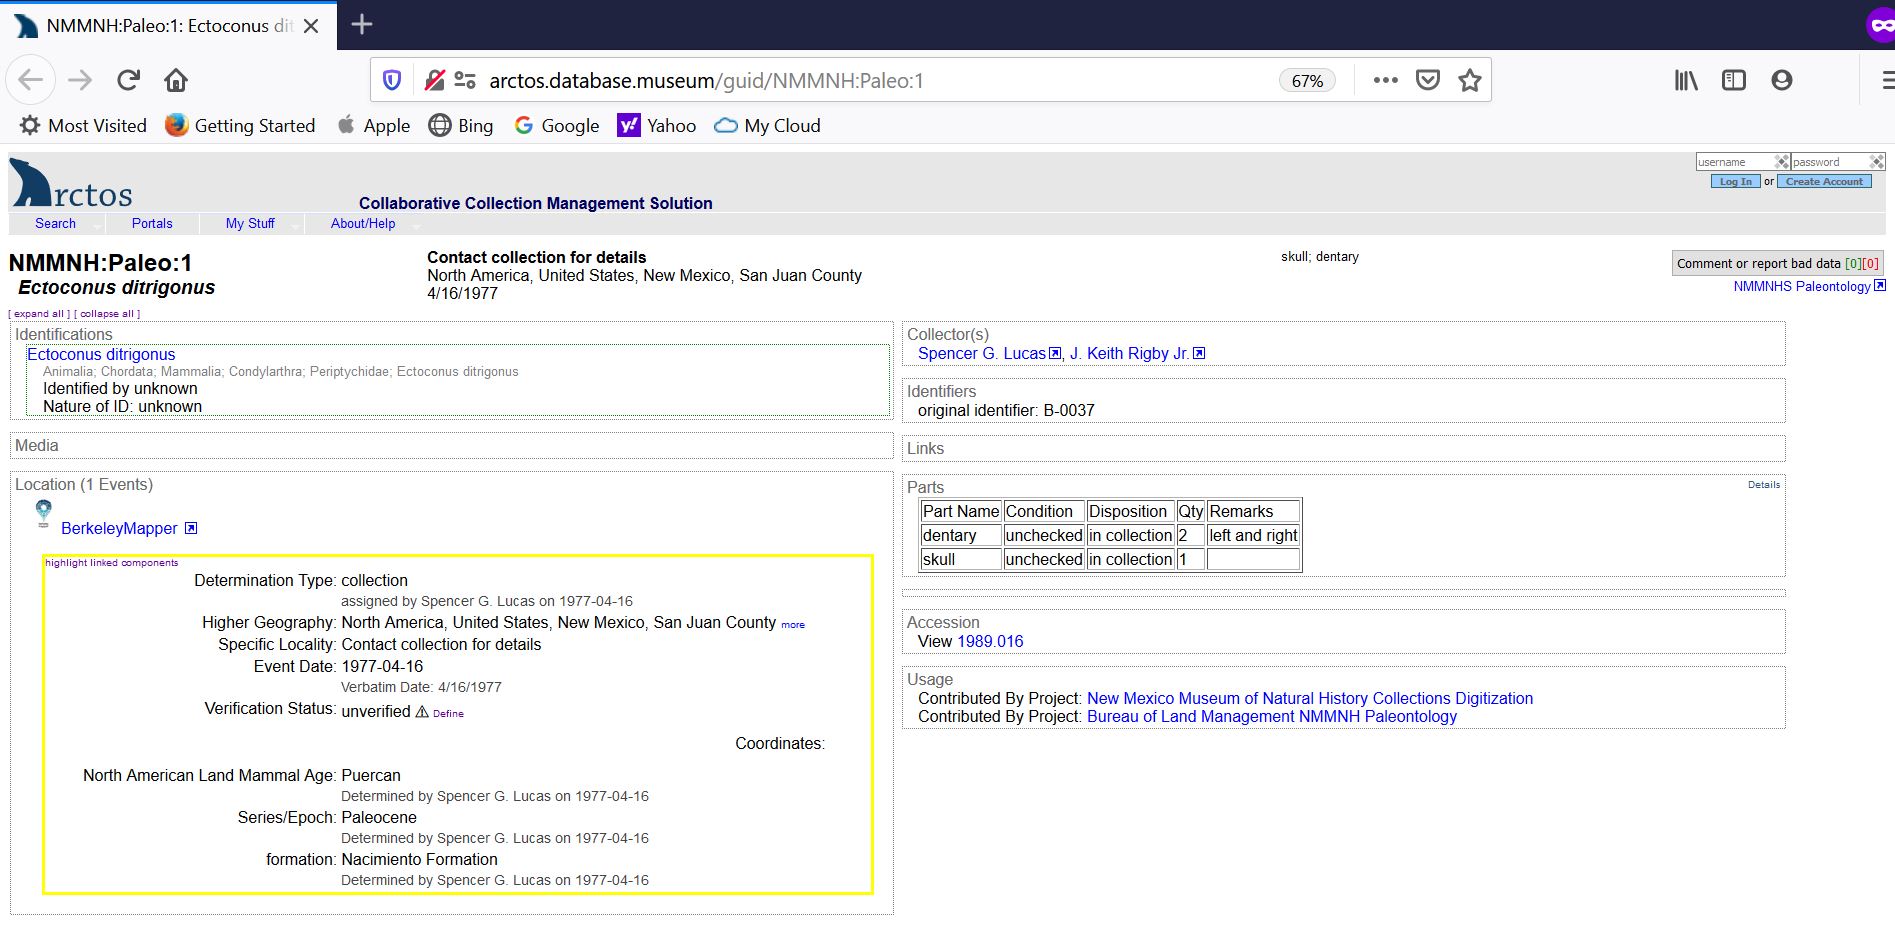 NMMNH:Paleo:1: Ectoconus dit
arctos.database.museum/guid/NMMNH:Paleo:1
67%
Most Visited
Getting Started
Apple
Bing
Google
Yahoo
My Cloud
username
password
Arctos
Collaborative Collection Management Solution
Log In or Create Account
Search
Portals
My Stuff
About/Help
NMMNH:Paleo:1
Ectoconus ditrigonus
Contact collection for details
North America, United States, New Mexico, San Juan County
4/16/1977
skull; dentary
Comment or report bad data [0][0]
NMMNHS Paleontology
[ expand all ] [ collapse all ]
Identifications
Ectoconus ditrigonus
Animalia; Chordata; Mammalia; Condylarthra; Periptychidae; Ectoconus ditrigonus
Identified by unknown
Nature of ID: unknown
Media
Location (1 Events)
BerkeleyMapper
highlight linked components
Determination Type: collection
assigned by Spencer G. Lucas on 1977-04-16
Higher Geography: North America, United States, New Mexico, San Juan County more
Specific Locality: Contact collection for details
Event Date: 1977-04-16
Verbatim Date: 4/16/1977
Verification Status: unverified Define
Coordinates:
North American Land Mammal Age: Puercan
Determined by Spencer G. Lucas on 1977-04-16
Series/Epoch: Paleocene
Determined by Spencer G. Lucas on 1977-04-16
formation: Nacimiento Formation
Determined by Spencer G. Lucas on 1977-04-16
Collector(s)
Spencer G. Lucas, J. Keith Rigby Jr.
Identifiers
original identifier: B-0037
Links
Parts
Details
Part Name Condition Disposition Qty Remarks
dentary unchecked in collection 2 left and right
skull unchecked in collection 1
Accession
View 1989.016
Usage
Contributed By Project: New Mexico Museum of Natural History Collections Digitization
Contributed By Project: Bureau of Land Management NMMNH Paleontology